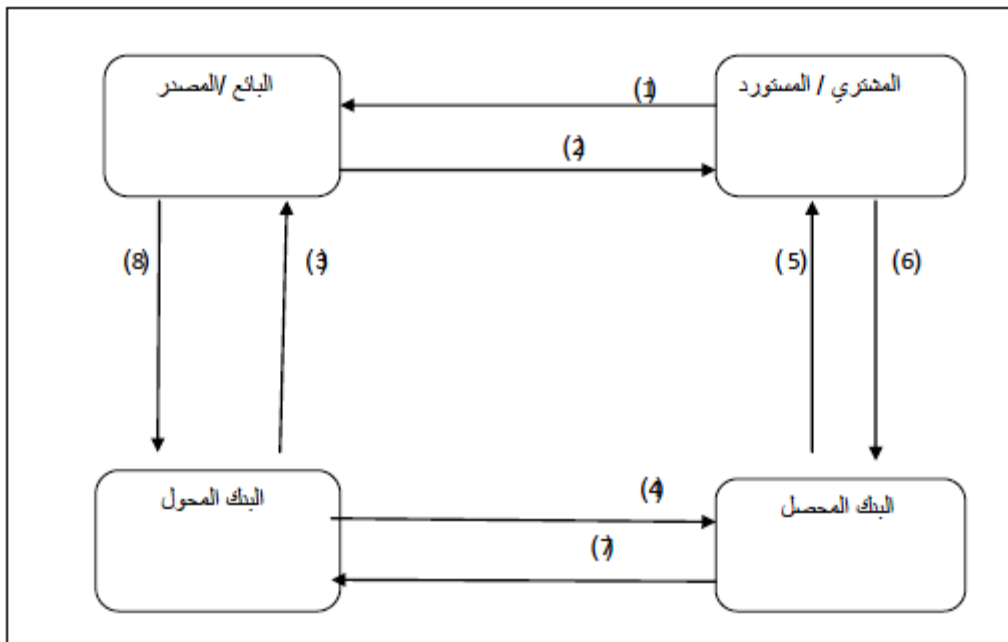 المشتري / المستورد
البائع /المصدر
(1)
(2)
(8)
(3)
(5)
(6)
البنك المحصل
البنك المحول
(4)
(7)